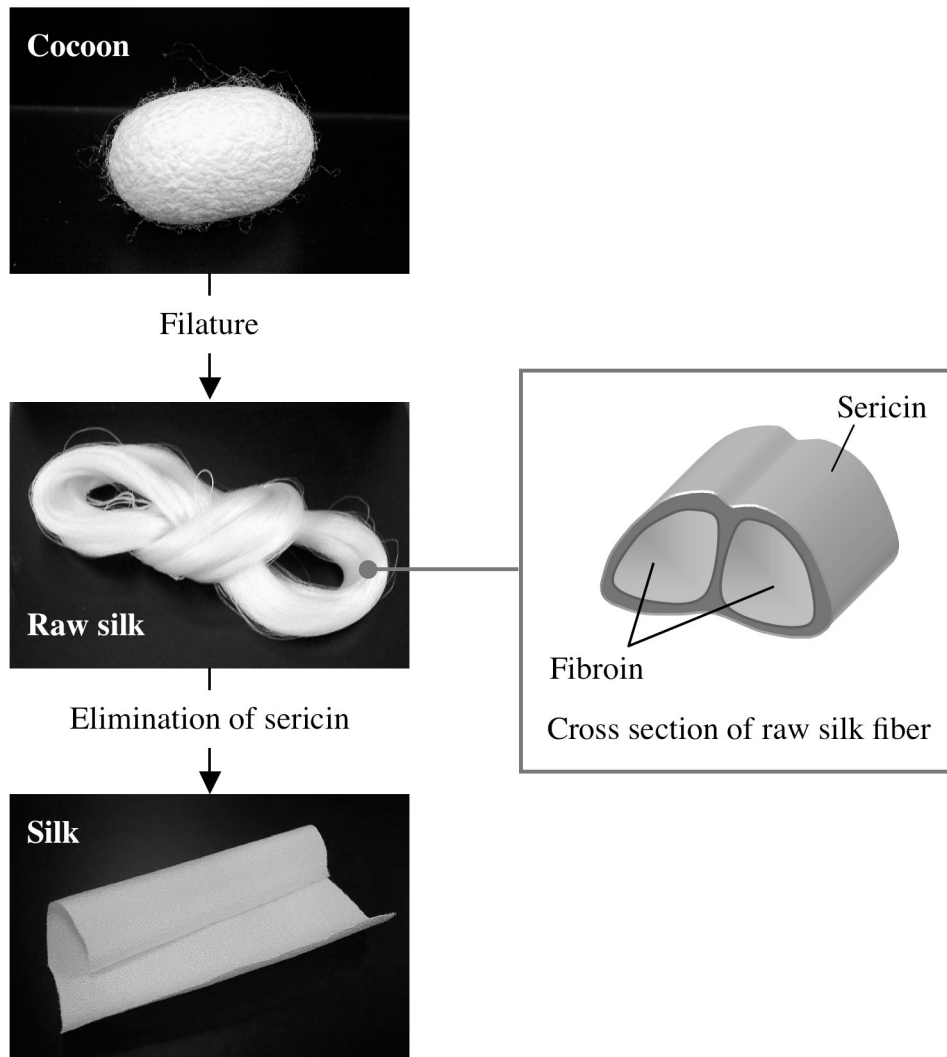 Cocoon
Filature
Raw silk
Sericin
Fibroin
Cross section of raw silk fiber
Elimination of sericin
Silk